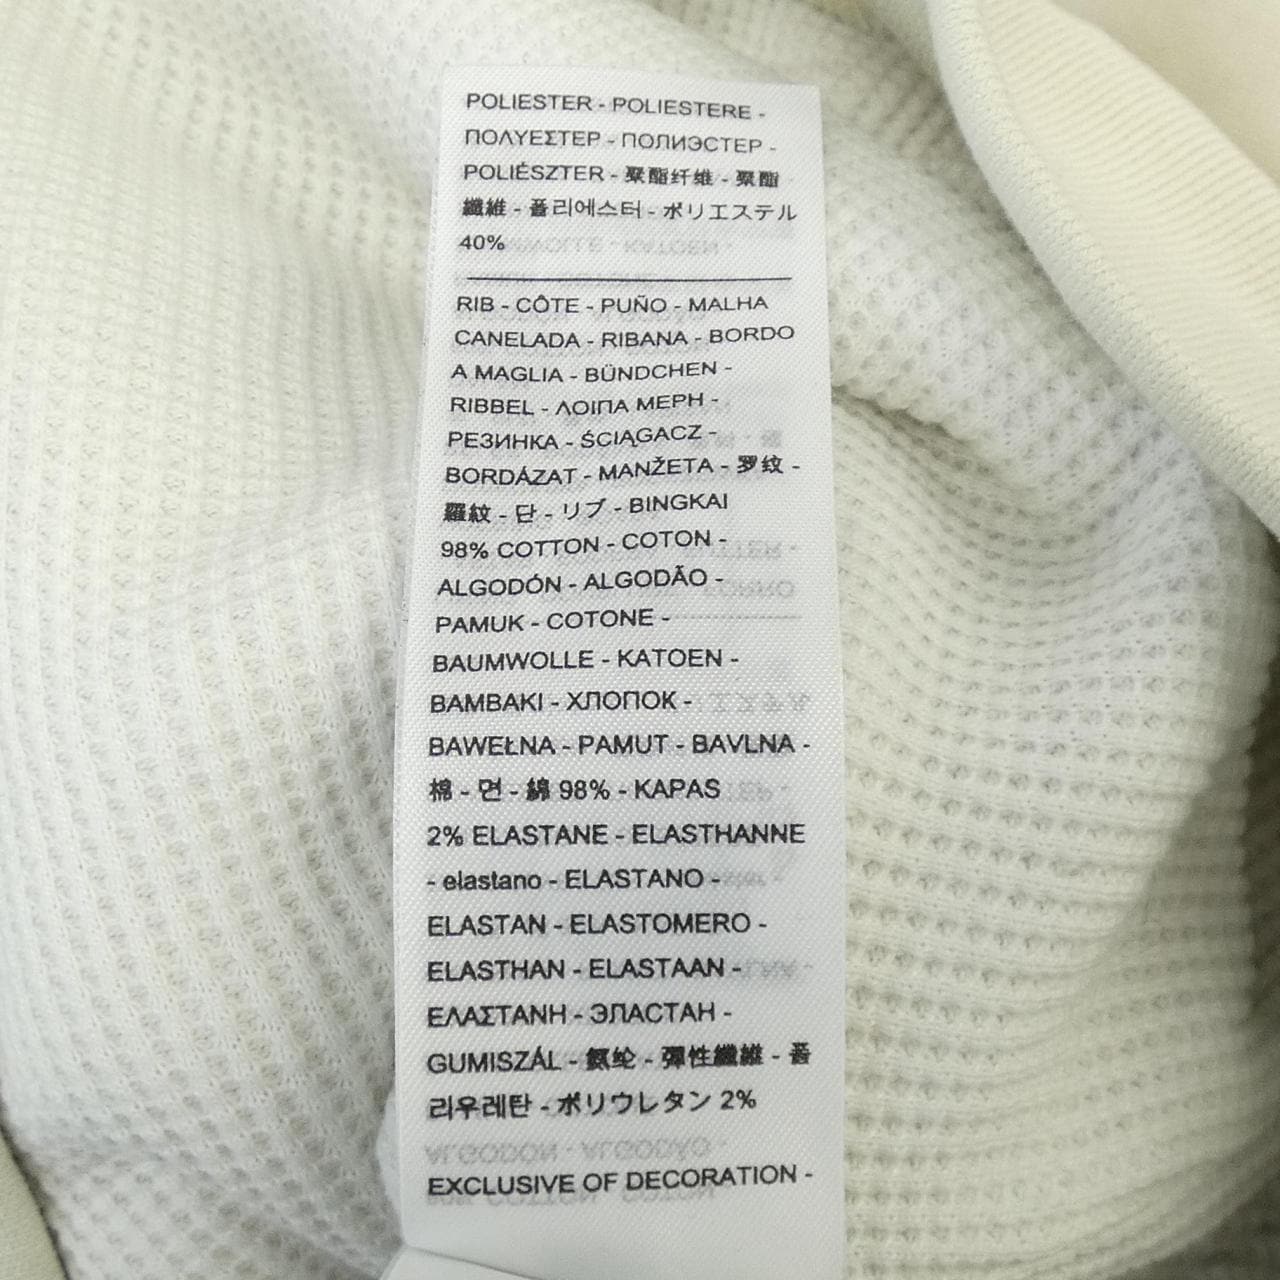 POLIESTER - POLIESTERE -
ΠΟΛΥΕΣΤΕΡ - ПОЛИЭСТЕР -
POLIÉSZTER - 聚酯纤维 - 聚酯
纖維 - 폴리에스터 - ポリエステル
40%
RIB - CÔTE - PUÑO - MALHA
CANELADA - RIBANA - BORDO
A MAGLIA - BÜNDCHEN -
RIBBEL - ΛΟΙΠΑ ΜΕΡΗ -
РЕЗИНКА - ŚCIĄGACZ -
BORDÁZAT - MANŽETA - 罗纹 -
羅紋 - 단 - リブ - BINGKAI
98% COTTON - COTON -
ALGODÓN - ALGODÃO -
PAMUK - COTONE -
BAUMWOLLE - KATOEN -
BAMBAKI - ХЛОПОК -
BAWEŁNA - PAMUT - BAVLNA -
棉 - 면 - 綿 98% - KAPAS
2% ELASTANE - ELASTHANNE
- elastano - ELASTANO -
ELASTAN - ELASTOMERO -
ELASTHAN - ELASTAAN -
ΕΛΑΣΤΑΝΗ - ЭЛАСТАН -
GUMISZÁL - 氨纶 - 彈性纖維 - 폴
리우레탄 - ポリウレタン 2%
EXCLUSIVE OF DECORATION -